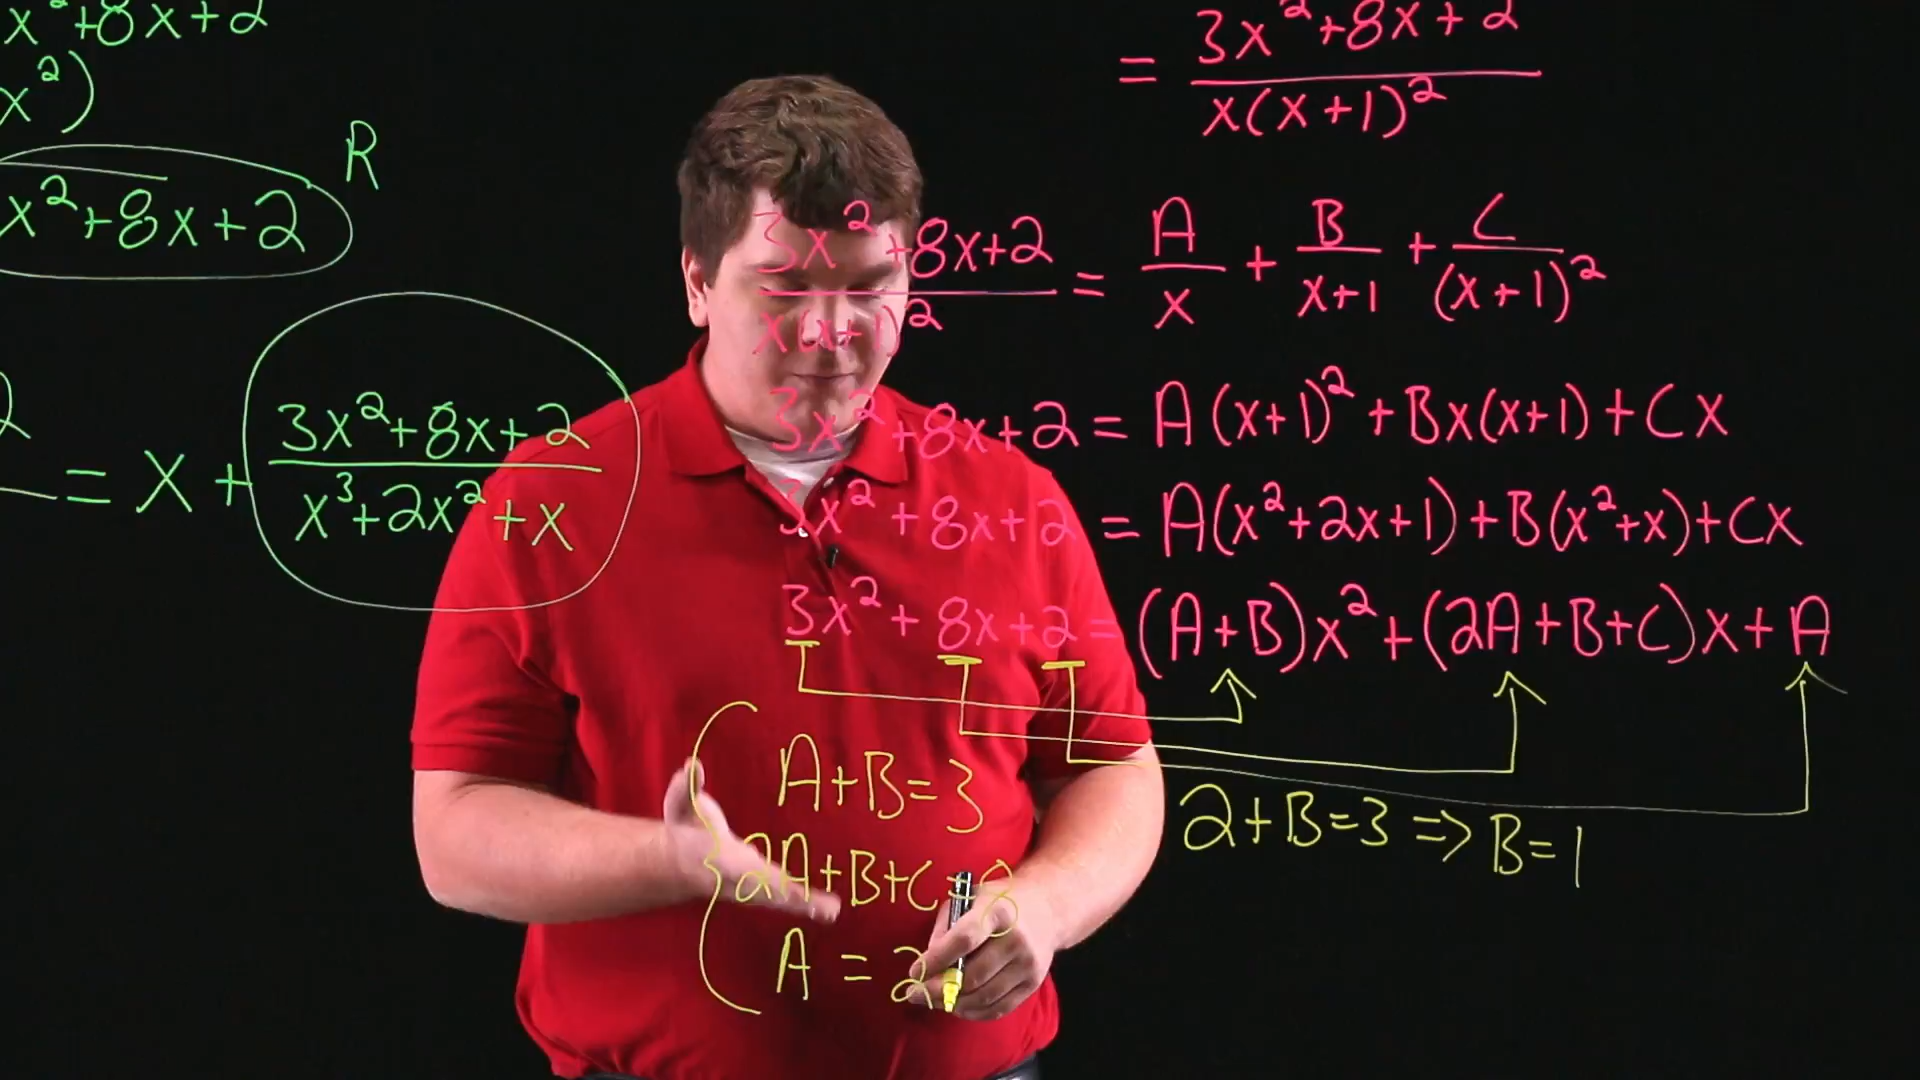 x²+8x+2
x²)
x²+8x+2 R
2
= x + (3x²+8x+2)/(x³+2x²+x)
= (3x²+8x+2)/(x(x+1)²)
(3x²+8x+2)/(x(x+1)²) = A/x + B/(x+1) + C/(x+1)²
3x²+8x+2 = A(x+1)²+Bx(x+1)+Cx
3x²+8x+2 = A(x²+2x+1)+B(x²+x)+Cx
3x²+8x+2 = (A+B)x²+(2A+B+C)x+A
A+B=3
2A+B+C=8
A=2
2+B=3 => B=1